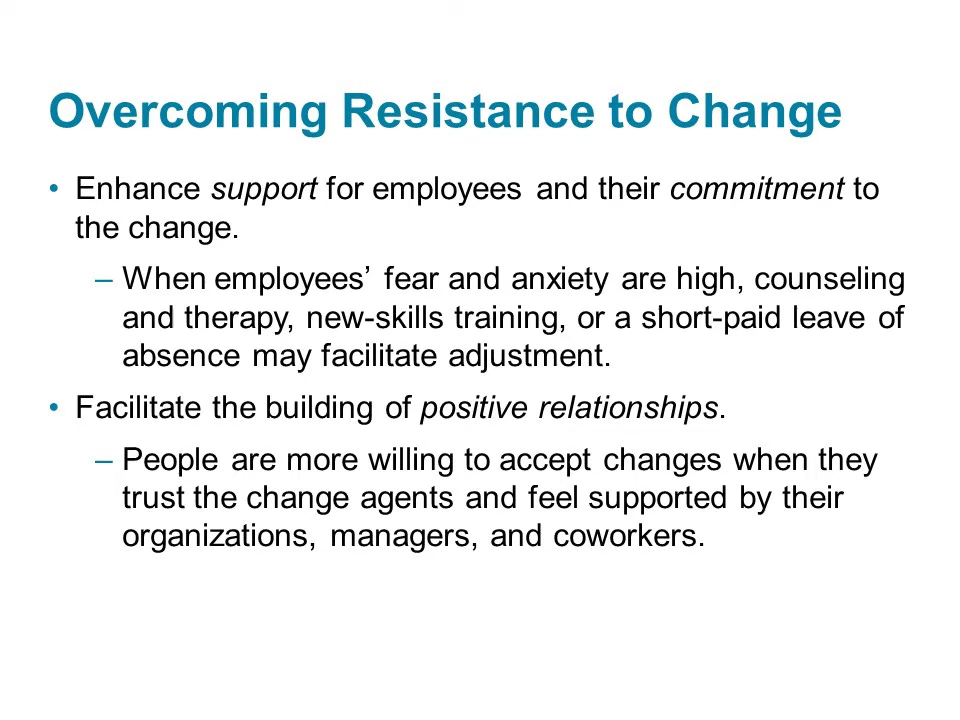 Overcoming Resistance to Change
• Enhance support for employees and their commitment to
the change.
– When employees’ fear and anxiety are high, counseling
and therapy, new-skills training, or a short-paid leave of
absence may facilitate adjustment.
• Facilitate the building of positive relationships.
– People are more willing to accept changes when they
trust the change agents and feel supported by their
organizations, managers, and coworkers.